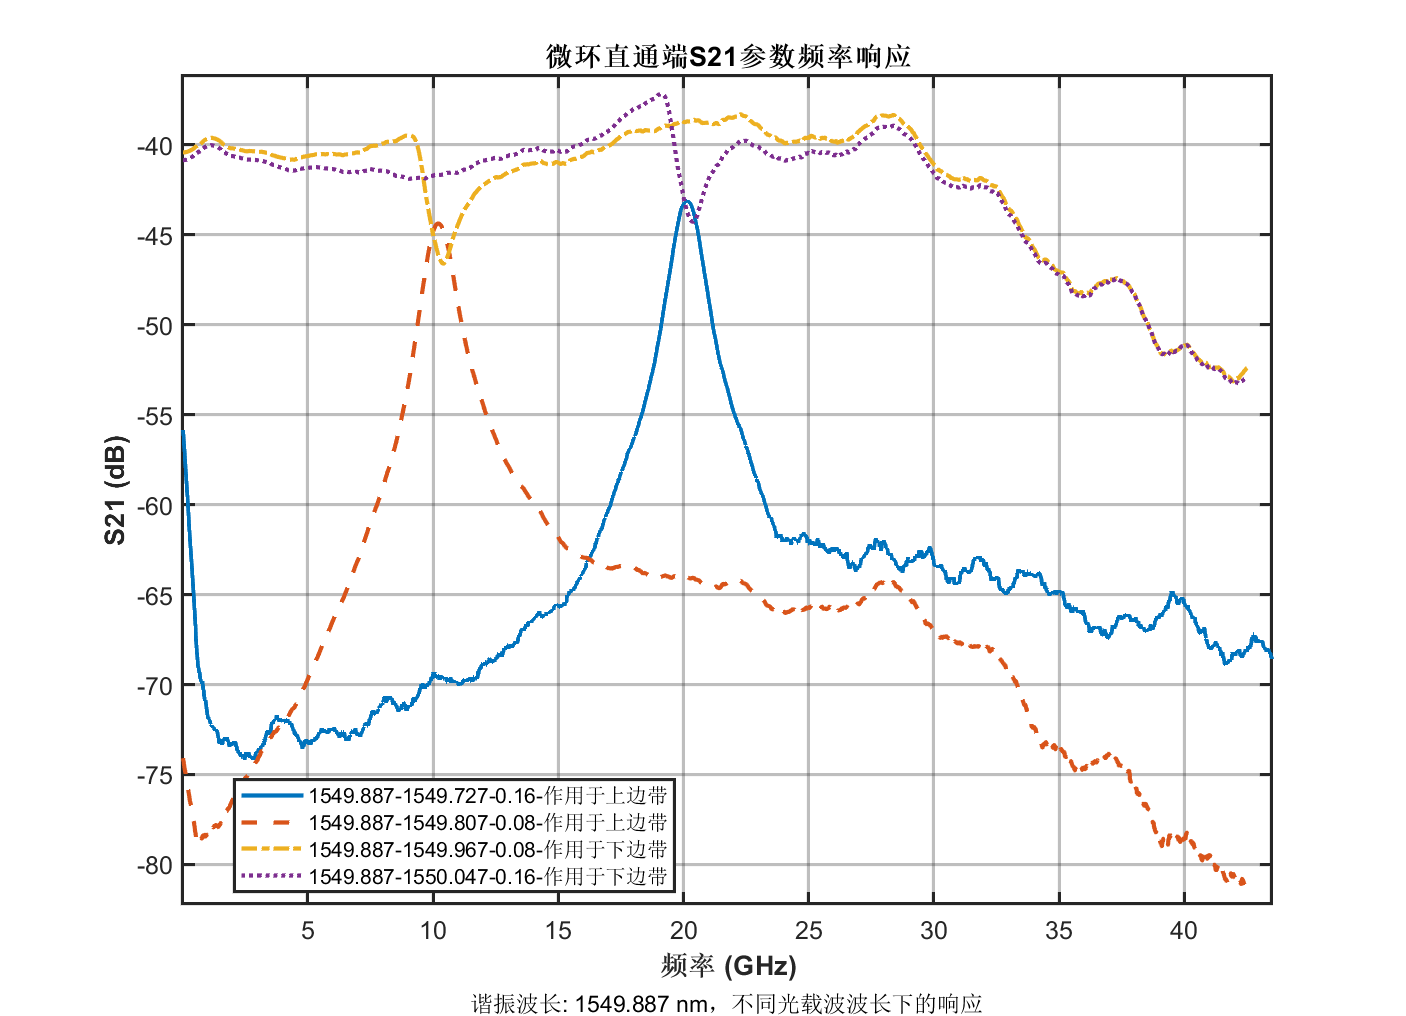 微环直通端S21参数频率响应
-40
-45
-50
-55
-60
-65
-70
-75
-80
S21 (dB)
1549.887-1549.727-0.16-作用于上边带
1549.887-1549.807-0.08-作用于上边带
1549.887-1549.967-0.08-作用于下边带
1549.887-1550.047-0.16-作用于下边带
5 10 15 20 25 30 35 40
频率 (GHz)
谐振波长: 1549.887 nm，不同光载波波长下的响应